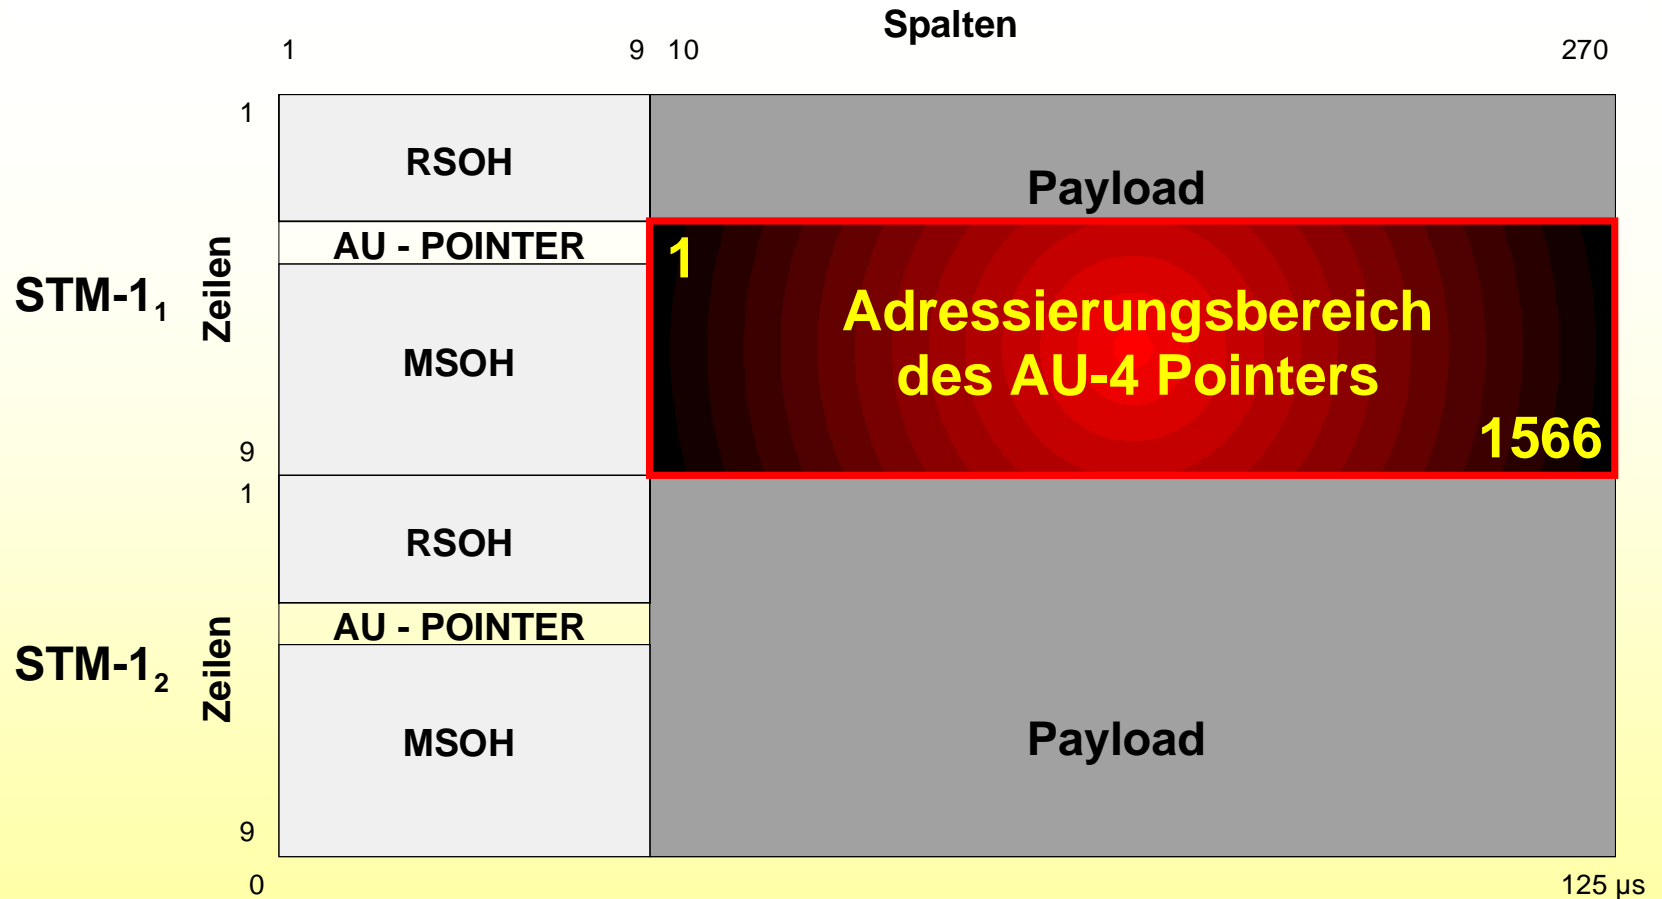 Spalten
1 9 10 270
1
RSOH
Payload
AU - POINTER
1
STM-1₁
Zeilen
Adressierungsbereich
des AU-4 Pointers
MSOH
1566
9
1
RSOH
AU - POINTER
STM-1₂
Zeilen
MSOH
Payload
9
0 125 µs